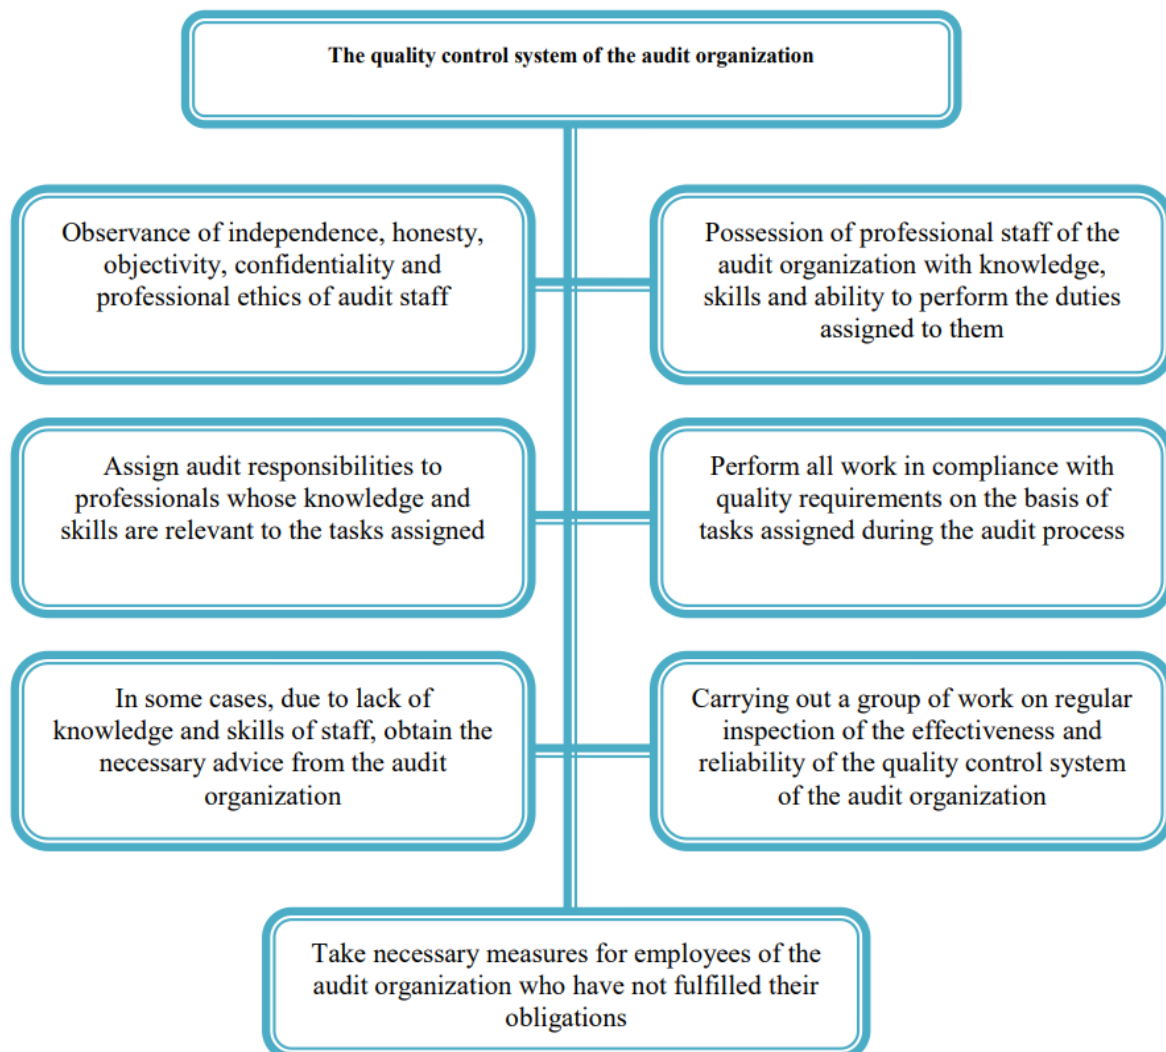 The quality control system of the audit organization
Observance of independence, honesty,
objectivity, confidentiality and
professional ethics of audit staff
Possession of professional staff of the
audit organization with knowledge,
skills and ability to perform the duties
assigned to them
Assign audit responsibilities to
professionals whose knowledge and
skills are relevant to the tasks assigned
Perform all work in compliance with
quality requirements on the basis of
tasks assigned during the audit process
In some cases, due to lack of
knowledge and skills of staff, obtain the
necessary advice from the audit
organization
Carrying out a group of work on regular
inspection of the effectiveness and
reliability of the quality control system
of the audit organization
Take necessary measures for employees of the
audit organization who have not fulfilled their
obligations